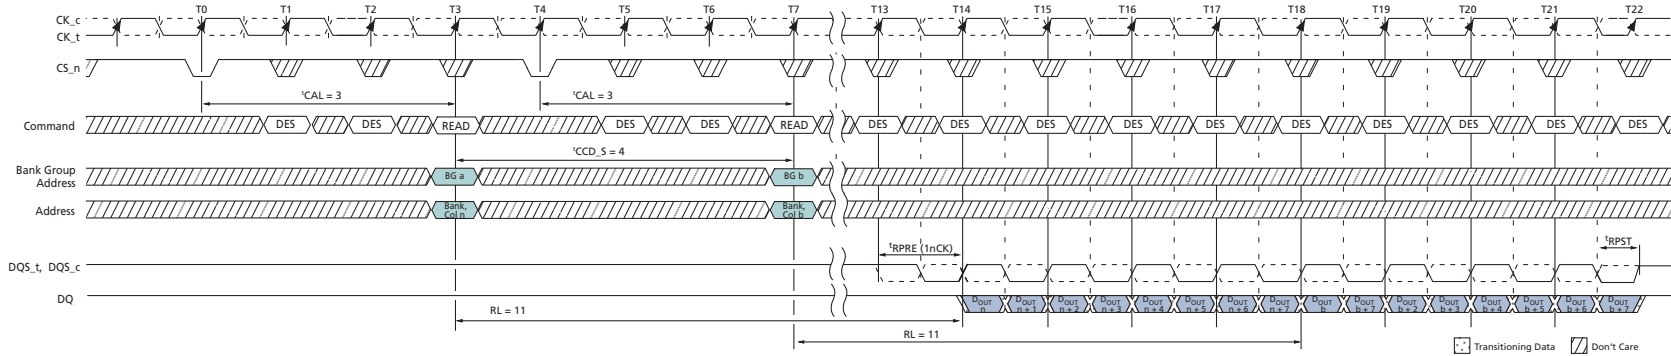 T0 T1 T2 T3 T4 T5 T6 T7 T13 T14 T15 T16 T17 T18 T19 T20 T21 T22
CK_c
CK_t
CS_n
tCAL = 3 tCAL = 3
Command DES DES READ DES DES READ DES DES DES DES DES DES DES DES DES DES
tCCD_S = 4
Bank Group
Address BG a BG b
Address Bank, Col n Bank, Col b
tRPRE (1nCK) tRPST
DQS_t, DQS_c
DQ DOUT n DOUT n + 1 DOUT n + 2 DOUT n + 3 DOUT n + 4 DOUT n + 5 DOUT n + 6 DOUT n + 7 DOUT b DOUT b + 7 DOUT b + 2 DOUT b + 3 DOUT b + 4 DOUT b + 5 DOUT b + 6 DOUT b + 7
RL = 11
RL = 11
Transitioning Data Don't Care